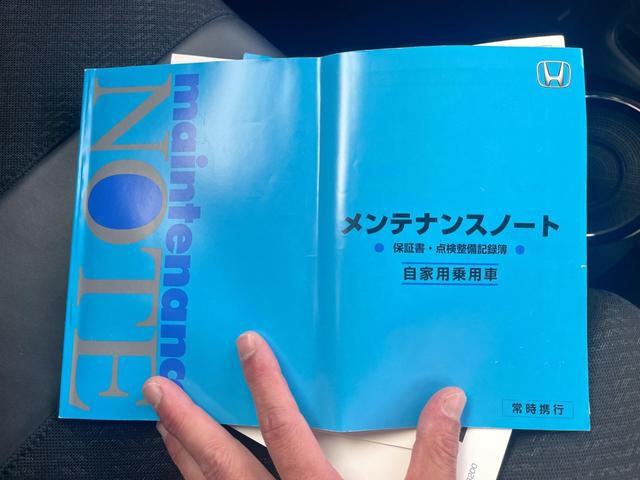 maintenance
NOTE
メンテナンスノート
保証書・点検整備記録簿
自家用乗用車
常時携行